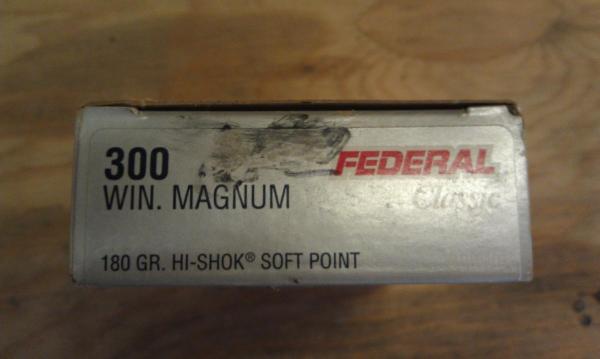 300 FEDERAL
WIN. MAGNUM Classic
180 GR. HI-SHOK® SOFT POINT